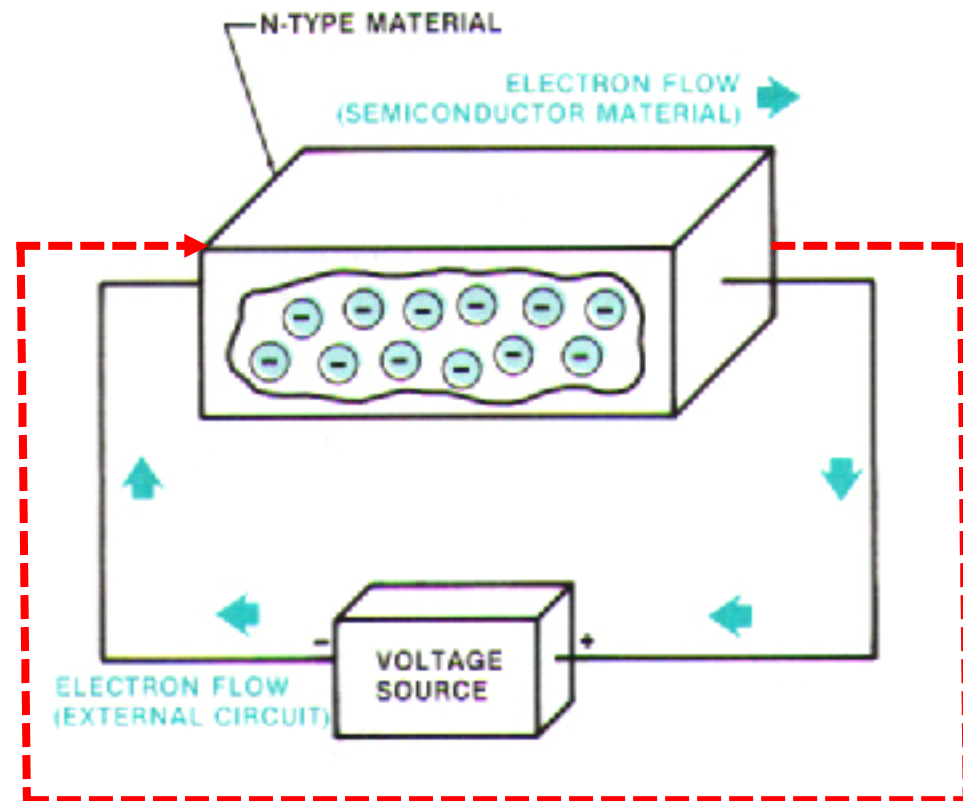 N-TYPE MATERIAL
ELECTRON FLOW
(SEMICONDUCTOR MATERIAL)
- - - - - -
- - - - - -
- +
VOLTAGE
SOURCE
ELECTRON FLOW
(EXTERNAL CIRCUIT)